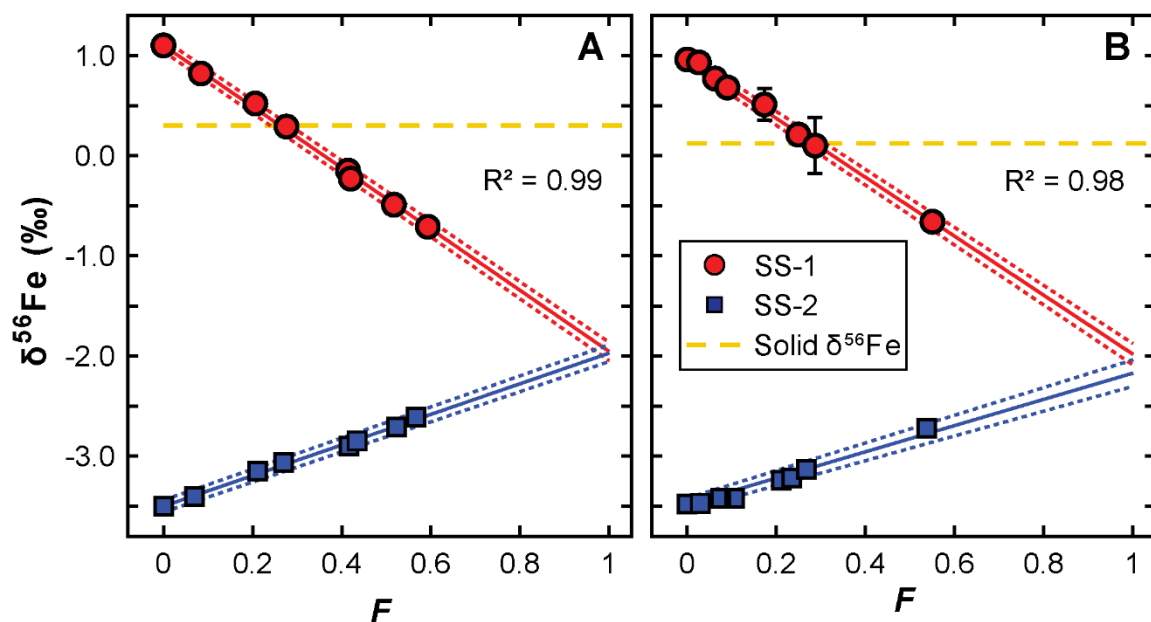 A
B
1.0
0.0
-1.0
-2.0
-3.0
δ⁵⁶Fe (‰)
R² = 0.99
R² = 0.98
SS-1
SS-2
Solid δ⁵⁶Fe
0 0.2 0.4 0.6 0.8 1
0 0.2 0.4 0.6 0.8 1
F
F